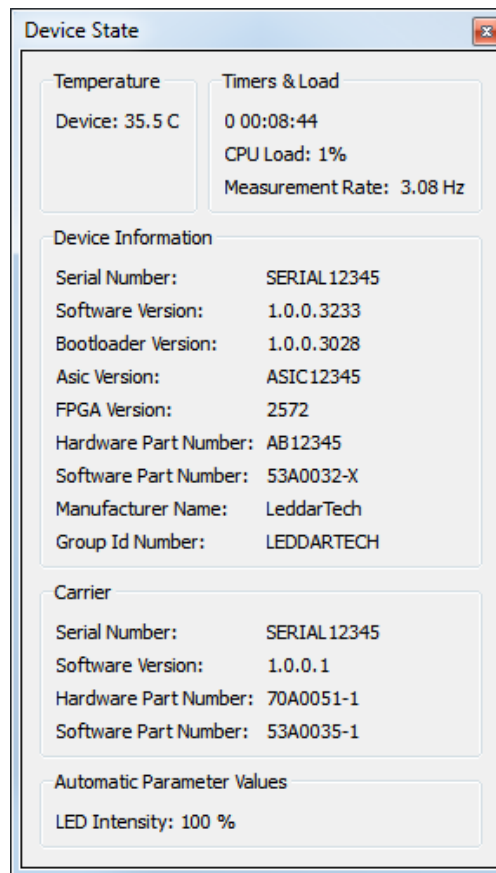 Device State
Temperature
Device: 35.5 C
Timers & Load
0 00:08:44
CPU Load: 1%
Measurement Rate: 3.08 Hz
Device Information
Serial Number: SERIAL12345
Software Version: 1.0.0.3233
Bootloader Version: 1.0.0.3028
Asic Version: ASIC12345
FPGA Version: 2572
Hardware Part Number: AB12345
Software Part Number: 53A0032-X
Manufacturer Name: LeddarTech
Group Id Number: LEDDARTECH
Carrier
Serial Number: SERIAL12345
Software Version: 1.0.0.1
Hardware Part Number: 70A0051-1
Software Part Number: 53A0035-1
Automatic Parameter Values
LED Intensity: 100 %